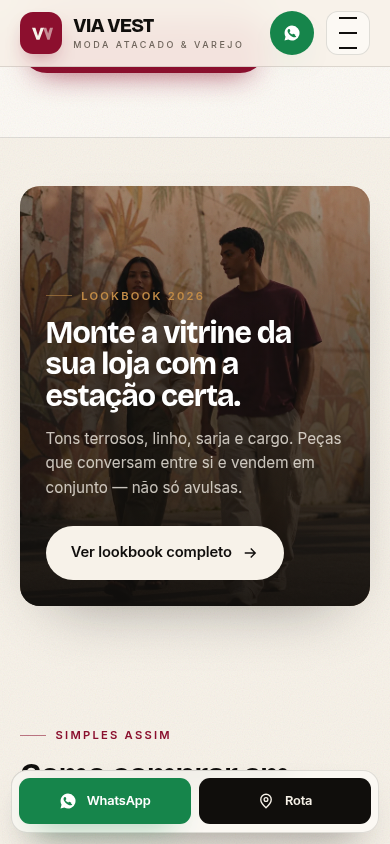 VIA VEST
MODA ATACADO & VAREJO
LOOKBOOK 2026
Monte a vitrine da
sua loja com a
estação certa.
Tons terrosos, linho, sarja e cargo. Peças
que conversam entre si e vendem em
conjunto — não só avulsas.
Ver lookbook completo →
SIMPLES ASSIM
WhatsApp
Rota